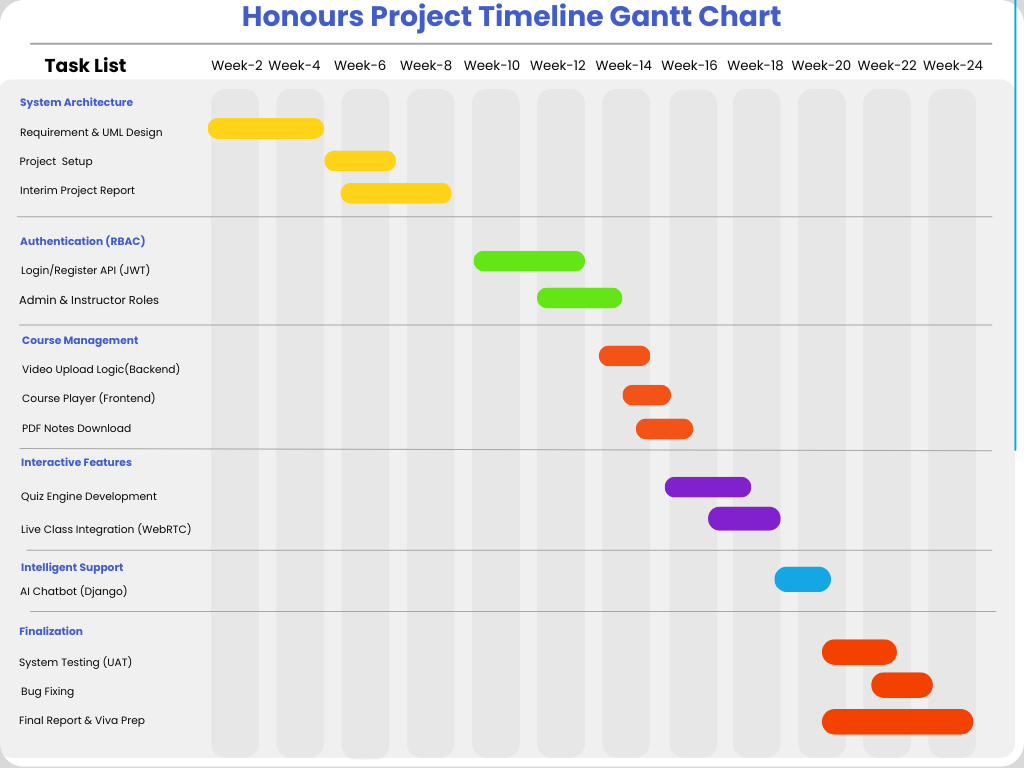 Honours Project Timeline Gantt Chart
Task List Week-2 Week-4 Week-6 Week-8 Week-10 Week-12 Week-14 Week-16 Week-18 Week-20 Week-22 Week-24
System Architecture
Requirement & UML Design
Project Setup
Interim Project Report
Authentication (RBAC)
Login/Register API (JWT)
Admin & Instructor Roles
Course Management
Video Upload Logic(Backend)
Course Player (Frontend)
PDF Notes Download
Interactive Features
Quiz Engine Development
Live Class Integration (WebRTC)
Intelligent Support
AI Chatbot (Django)
Finalization
System Testing (UAT)
Bug Fixing
Final Report & Viva Prep